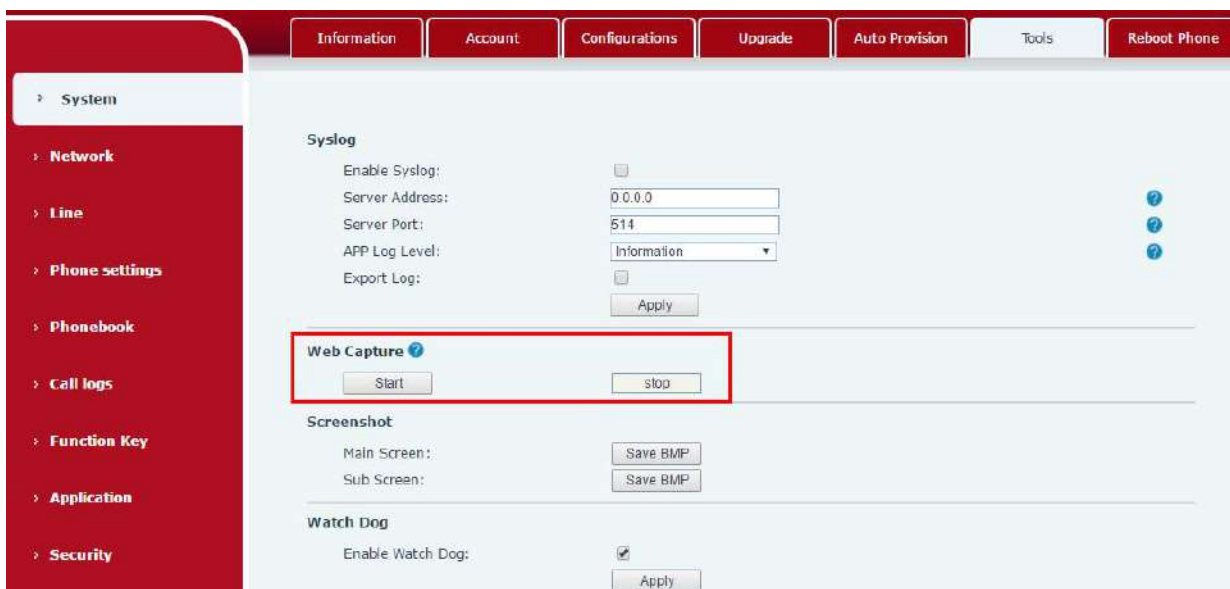 Information Account Configurations Upgrade Auto Provision Tools Reboot Phone
› System
› Network
› Line
› Phone settings
› Phonebook
› Call logs
› Function Key
› Application
› Security
Syslog
Enable Syslog:
Server Address: 0.0.0.0 ?
Server Port: 514 ?
APP Log Level: Information ?
Export Log:
Apply
Web Capture ?
Start stop
Screenshot
Main Screen: Save BMP
Sub Screen: Save BMP
Watch Dog
Enable Watch Dog:
Apply